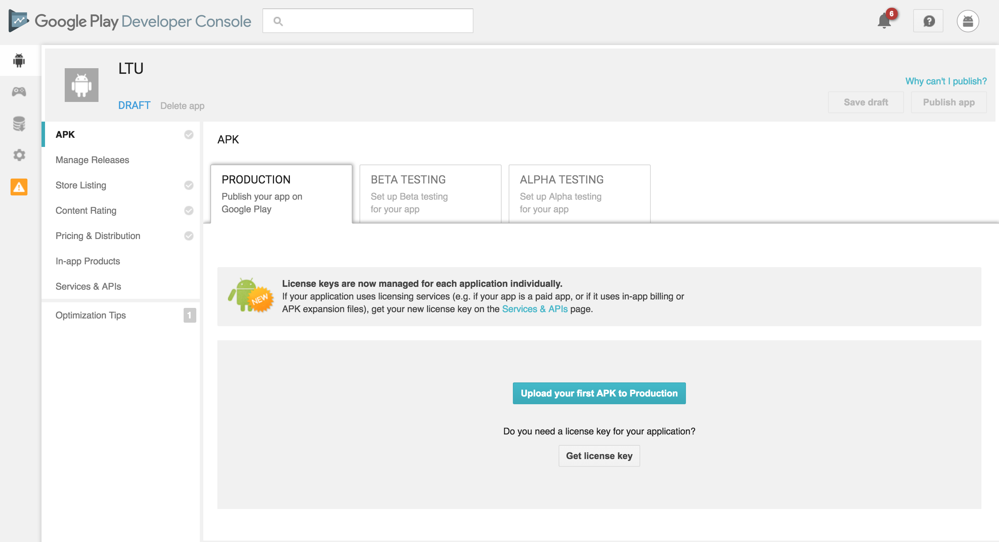 Google Play Developer Console
6
LTU
Why can't I publish?
DRAFT Delete app
Save draft Publish app
APK
Manage Releases
Store Listing
Content Rating
Pricing & Distribution
In-app Products
Services & APIs
Optimization Tips 1
APK
PRODUCTION
Publish your app on
Google Play
BETA TESTING
Set up Beta testing
for your app
ALPHA TESTING
Set up Alpha testing
for your app
NEW
License keys are now managed for each application individually.
If your application uses licensing services (e.g. if your app is a paid app, or if it uses in-app billing or
APK expansion files), get your new license key on the Services & APIs page.
Upload your first APK to Production
Do you need a license key for your application?
Get license key